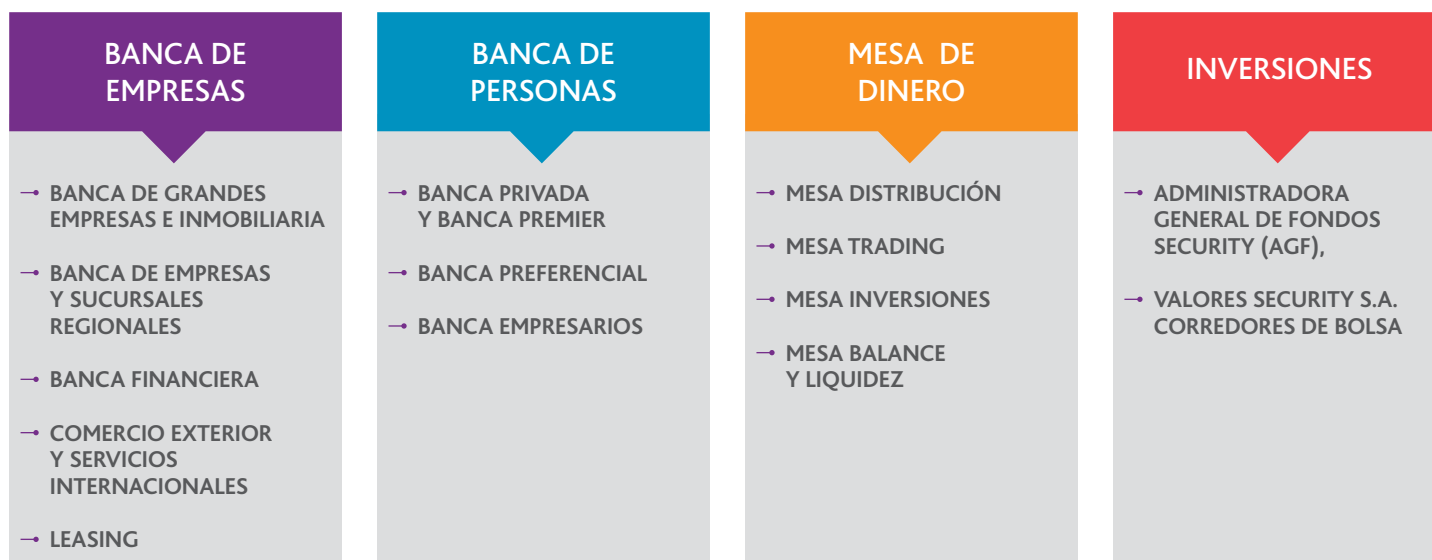 BANCA DE
EMPRESAS
BANCA DE GRANDES
EMPRESAS E INMOBILIARIA
BANCA DE EMPRESAS
Y SUCURSALES
REGIONALES
BANCA FINANCIERA
COMERCIO EXTERIOR
Y SERVICIOS
INTERNACIONALES
LEASING
BANCA DE
PERSONAS
BANCA PRIVADA
Y BANCA PREMIER
BANCA PREFERENCIAL
BANCA EMPRESARIOS
MESA DE
DINERO
MESA DISTRIBUCIÓN
MESA TRADING
MESA INVERSIONES
MESA BALANCE
Y LIQUIDEZ
INVERSIONES
ADMINISTRADORA
GENERAL DE FONDOS
SECURITY (AGF),
VALORES SECURITY S.A.
CORREDORES DE BOLSA